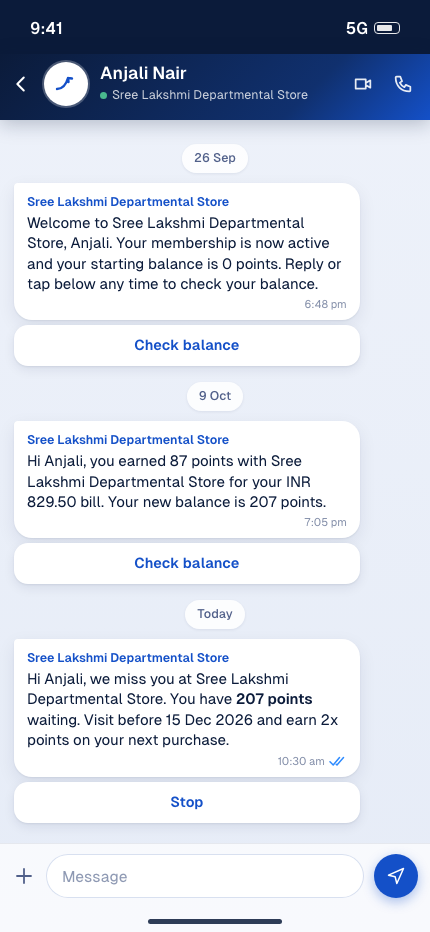 9:41
5G
Anjali Nair
Sree Lakshmi Departmental Store
26 Sep
Sree Lakshmi Departmental Store
Welcome to Sree Lakshmi Departmental
Store, Anjali. Your membership is now active
and your starting balance is 0 points. Reply or
tap below any time to check your balance.
6:48 pm
Check balance
9 Oct
Sree Lakshmi Departmental Store
Hi Anjali, you earned 87 points with Sree
Lakshmi Departmental Store for your INR
829.50 bill. Your new balance is 207 points.
7:05 pm
Check balance
Today
Sree Lakshmi Departmental Store
Hi Anjali, we miss you at Sree Lakshmi
Departmental Store. You have 207 points
waiting. Visit before 15 Dec 2026 and earn 2x
points on your next purchase.
10:30 am
Stop
Message